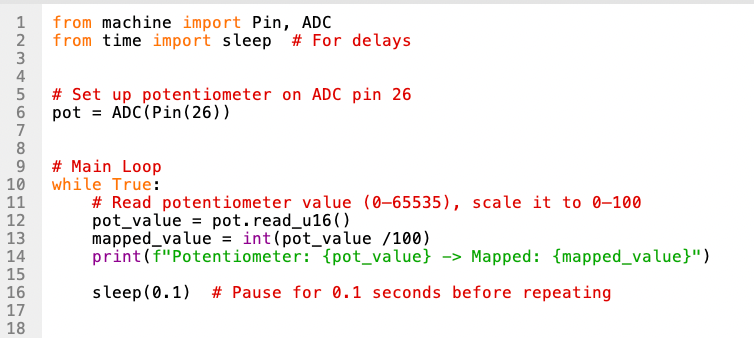 1 from machine import Pin, ADC
2 from time import sleep  # For delays
3
4
5 # Set up potentiometer on ADC pin 26
6 pot = ADC(Pin(26))
7
8
9 # Main Loop
10 while True:
11     # Read potentiometer value (0–65535), scale it to 0–100
12     pot_value = pot.read_u16()
13     mapped_value = int(pot_value /100)
14     print(f"Potentiometer: {pot_value} -> Mapped: {mapped_value}")
15
16     sleep(0.1)  # Pause for 0.1 seconds before repeating
17
18